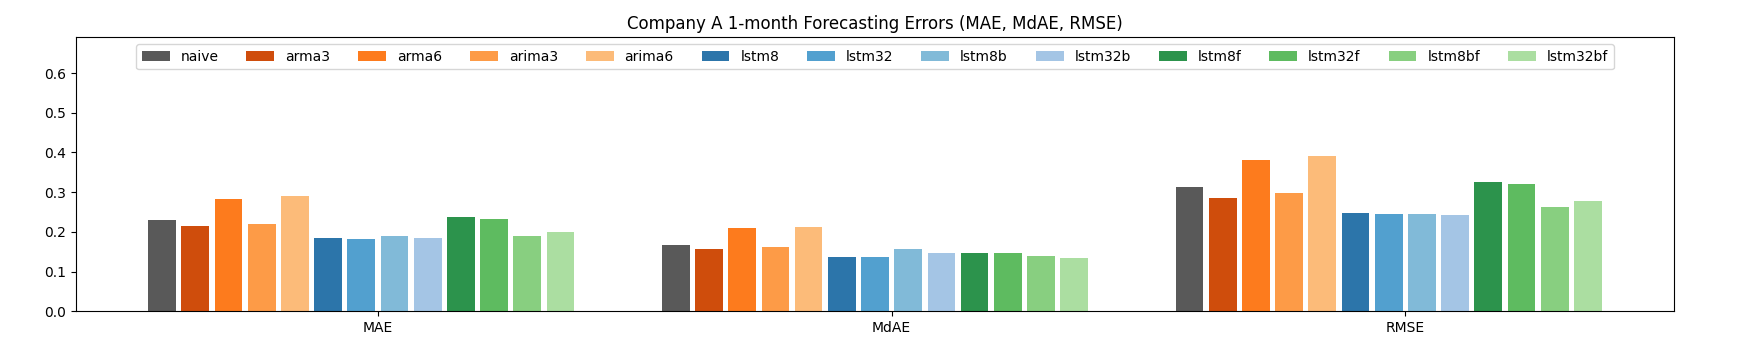 Company A 1-month Forecasting Errors (MAE, MdAE, RMSE)
naive arma3 arma6 arima3 arima6 lstm8 lstm32 lstm8b lstm32b lstm8f lstm32f lstm8bf lstm32bf
0.6
0.5
0.4
0.3
0.2
0.1
0.0
MAE MdAE RMSE